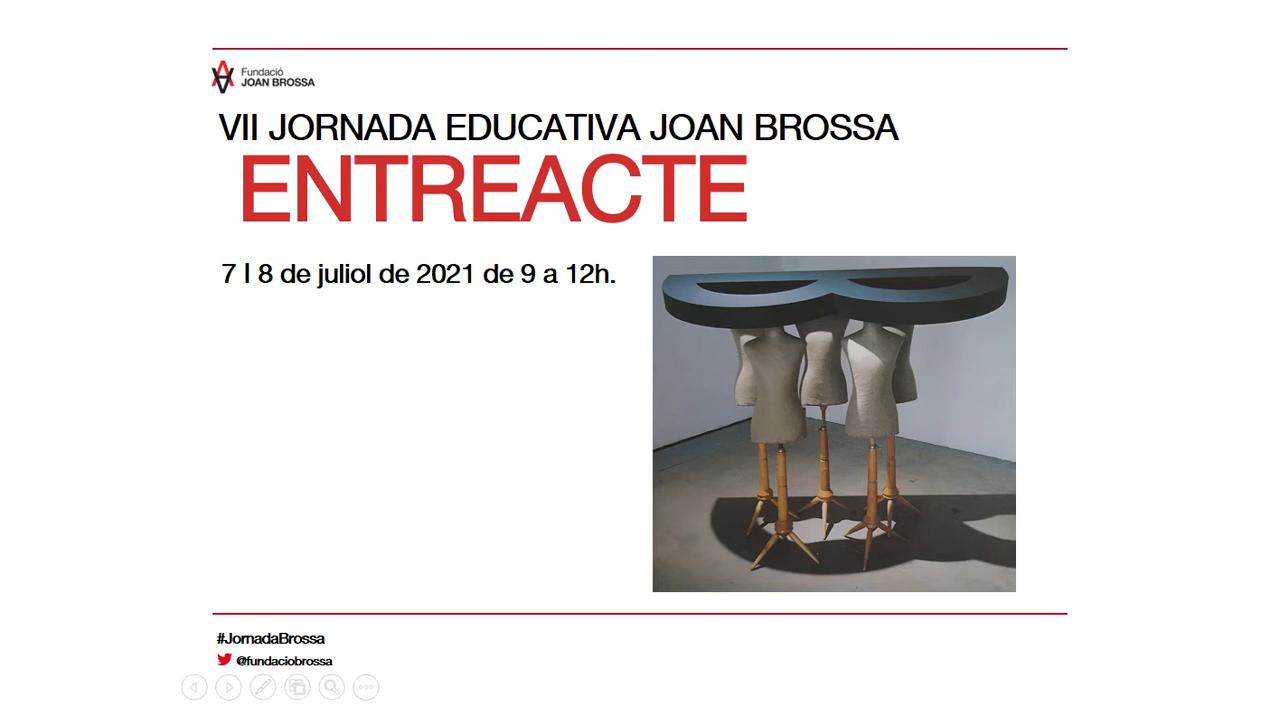 Fundació
JOAN BROSSA
VII JORNADA EDUCATIVA JOAN BROSSA
ENTREACTE
7 I 8 de juliol de 2021 de 9 a 12h.
#JornadaBrossa
@fundaciobrossa